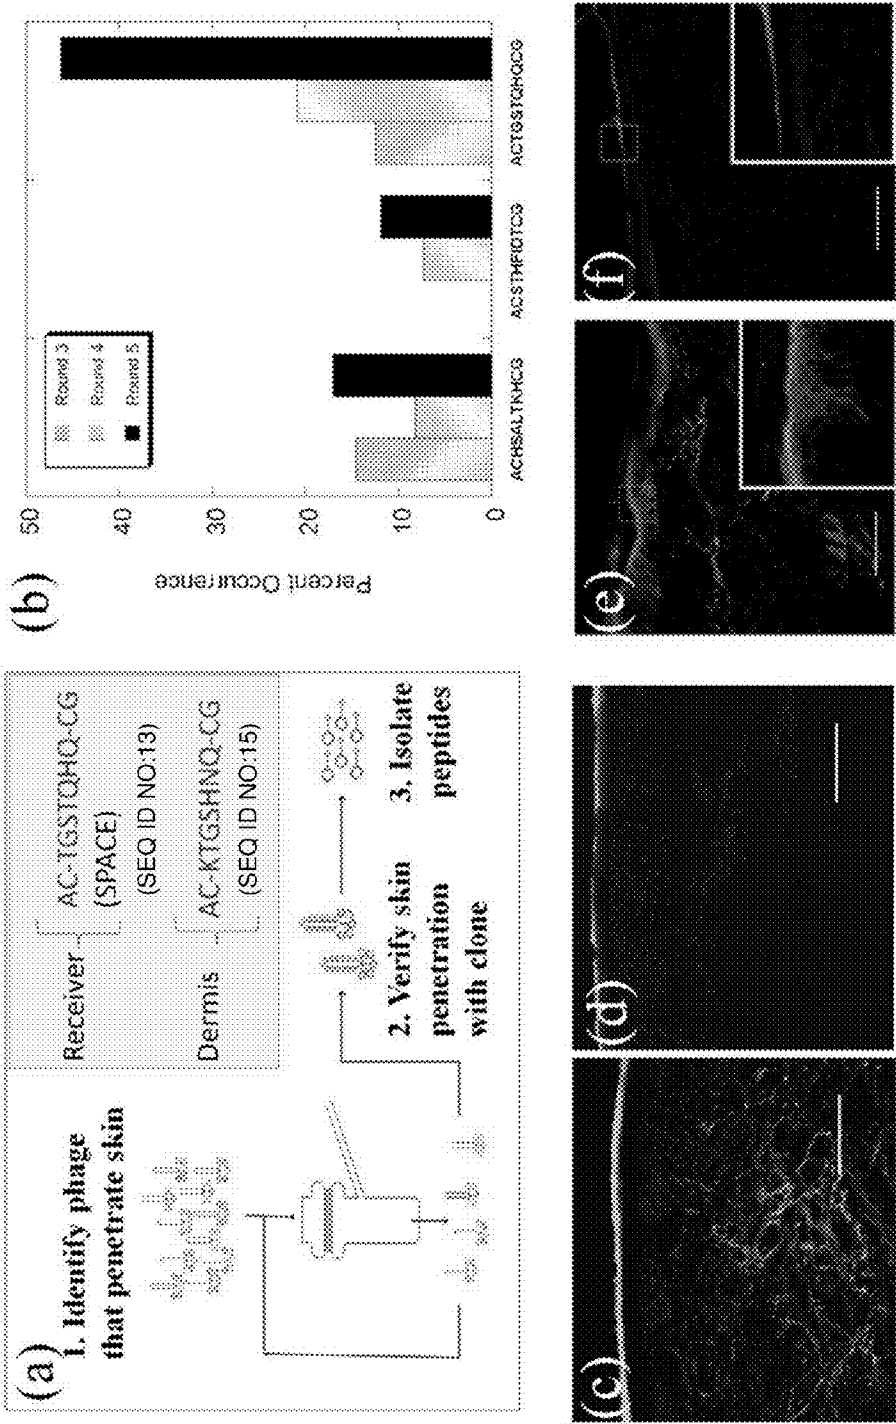 (a)
1. Identify phage
that penetrate skin
Receiver
AC-TGSTQHQ-CG
(SPACE)
(SEQ ID NO:13)
Dermis
AC-KTGSHNQ-CG
(SEQ ID NO:15)
2. Verify skin
penetration
with clone
3. Isolate
peptides
(b)
Percent Occurrence
50
40
30
20
10
0
Round 3
Round 4
Round 5
ACHSALTKHCG
ACTGSTQHQCG
(c)
(d)
(e)
(f)